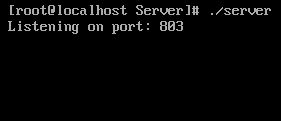 [root@localhost Server]# ./server
Listening on port: 803